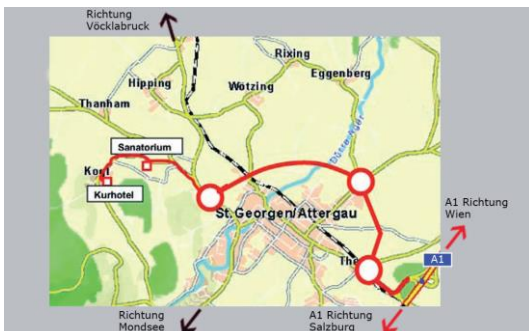 Richtung
Vöcklabruck
Rixing
Hipping
Wötzing
Eggenberg
Thanham
Sanatorium
Kogl
Kurhotel
St. Georgen/Attergau
A1 Richtung
Wien
A1
Richtung
Mondsee
A1 Richtung
Salzburg